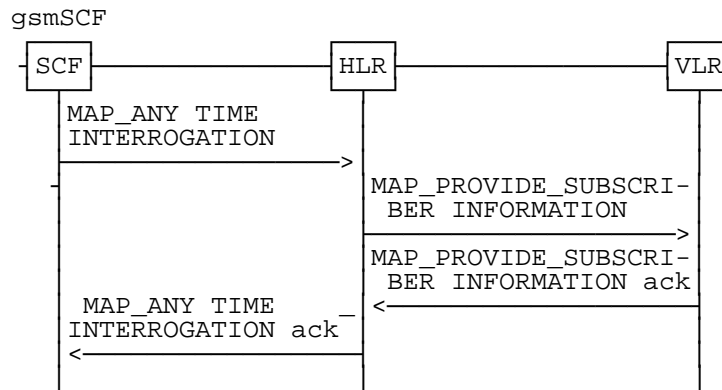 gsmSCF
SCF HLR VLR
MAP_ANY TIME
INTERROGATION
MAP_PROVIDE_SUBSCRI-
BER INFORMATION
MAP_PROVIDE_SUBSCRI-
BER INFORMATION ack
MAP_ANY TIME _
INTERROGATION ack